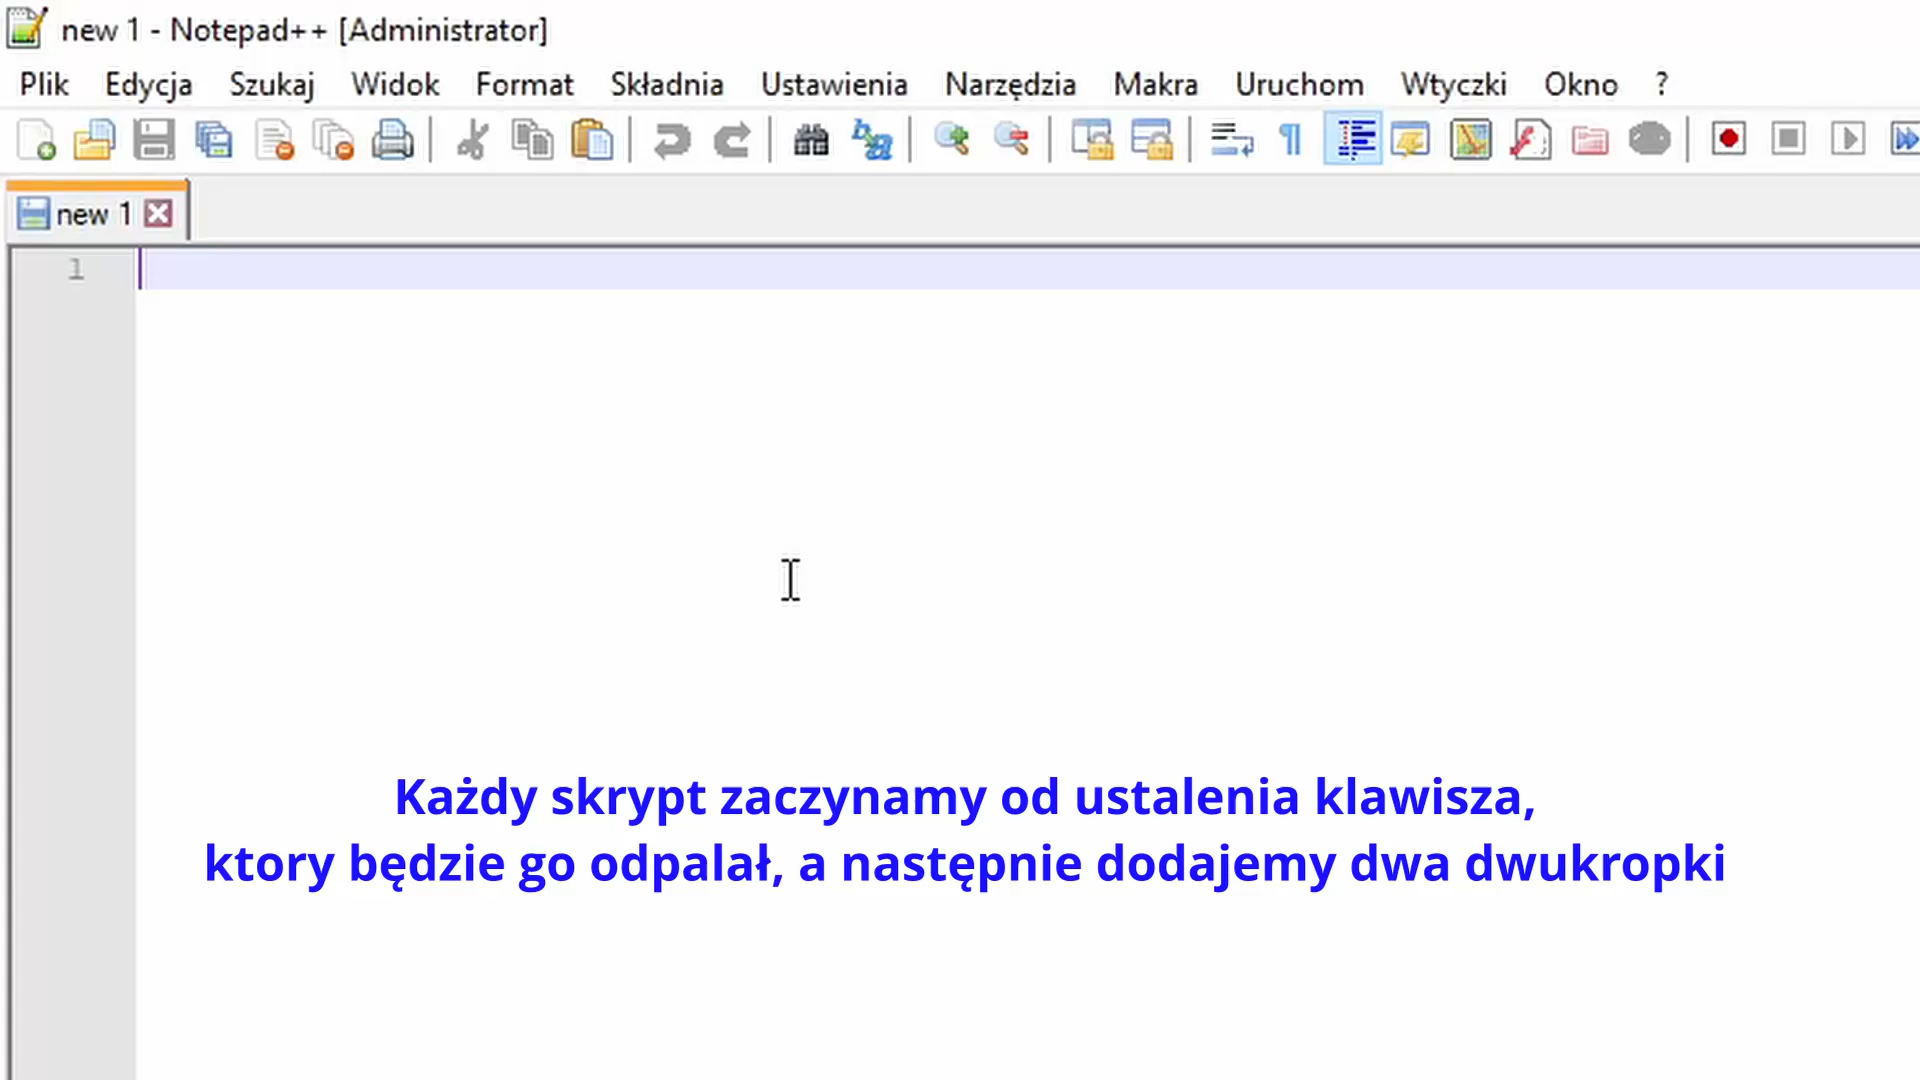 new 1 - Notepad++ [Administrator]
Plik Edycja Szukaj Widok Format Składnia Ustawienia Narzędzia Makra Uruchom Wtyczki Okno ?
new 1
1
Każdy skrypt zaczynamy od ustalenia klawisza,
ktory będzie go odpalał, a następnie dodajemy dwa dwukropki